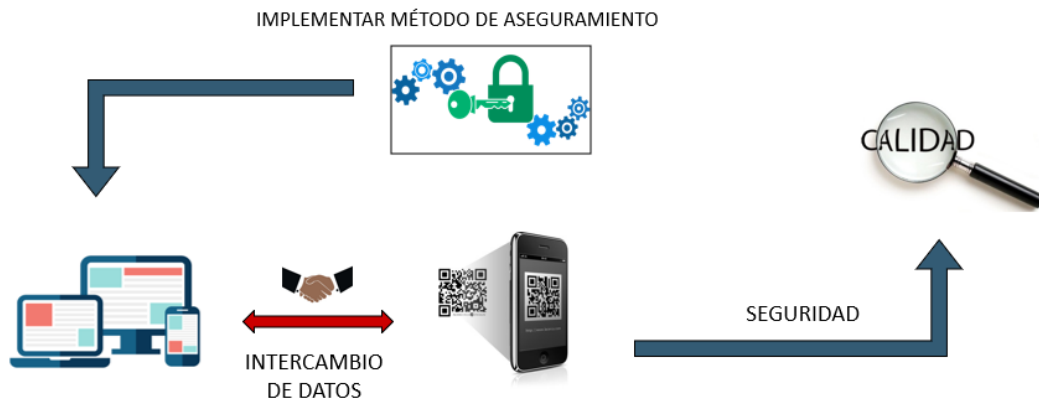 IMPLEMENTAR MÉTODO DE ASEGURAMIENTO
CALIDAD
SEGURIDAD
INTERCAMBIO
DE DATOS